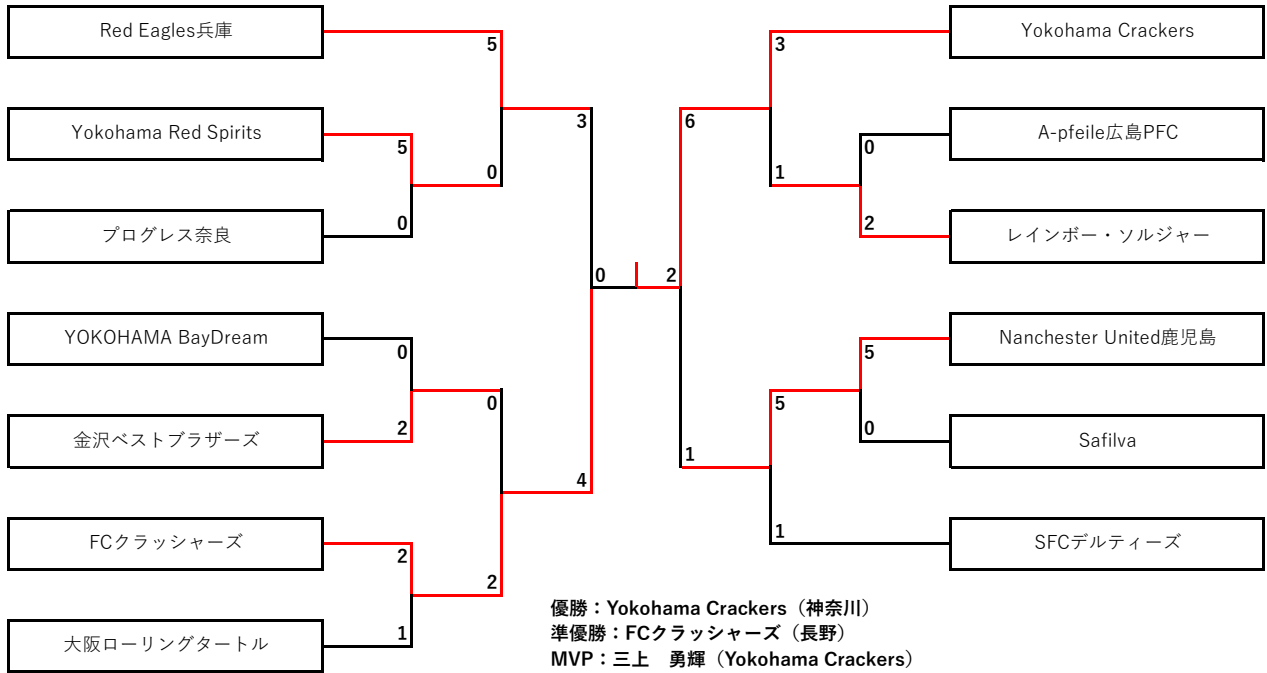 Red Eagles兵庫
5
Yokohama Red Spirits
5
3
0
プログレス奈良
0
YOKOHAMA BayDream
0
0
金沢ベストブラザーズ
2
0
4
FCクラッシャーズ
2
2
大阪ローリングタートル
1
Yokohama Crackers
3
6
A-pfeile広島PFC
0
1
レインボー・ソルジャー
2
2
Nanchester United鹿児島
5
5
Safilva
0
1
SFCデルティーズ
1
優勝：Yokohama Crackers（神奈川）
準優勝：FCクラッシャーズ（長野）
MVP：三上　勇輝（Yokohama Crackers）